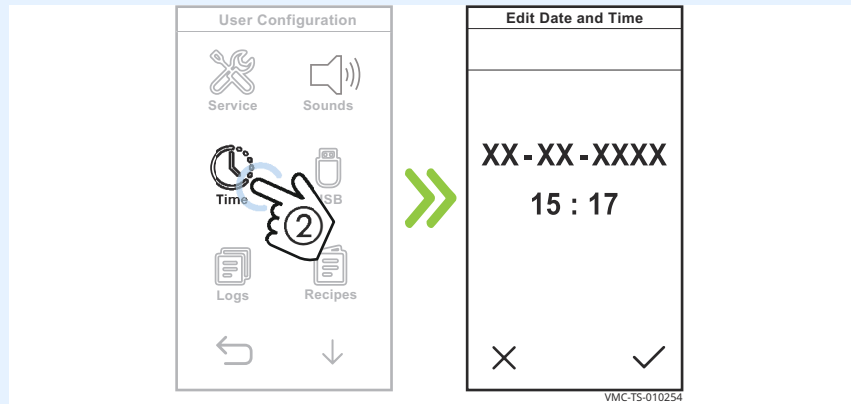 User Configuration
Service
Sounds
Time
SB
2
Logs
Recipes
Edit Date and Time
XX-XX-XXXX
15 : 17
VMC-TS-010254